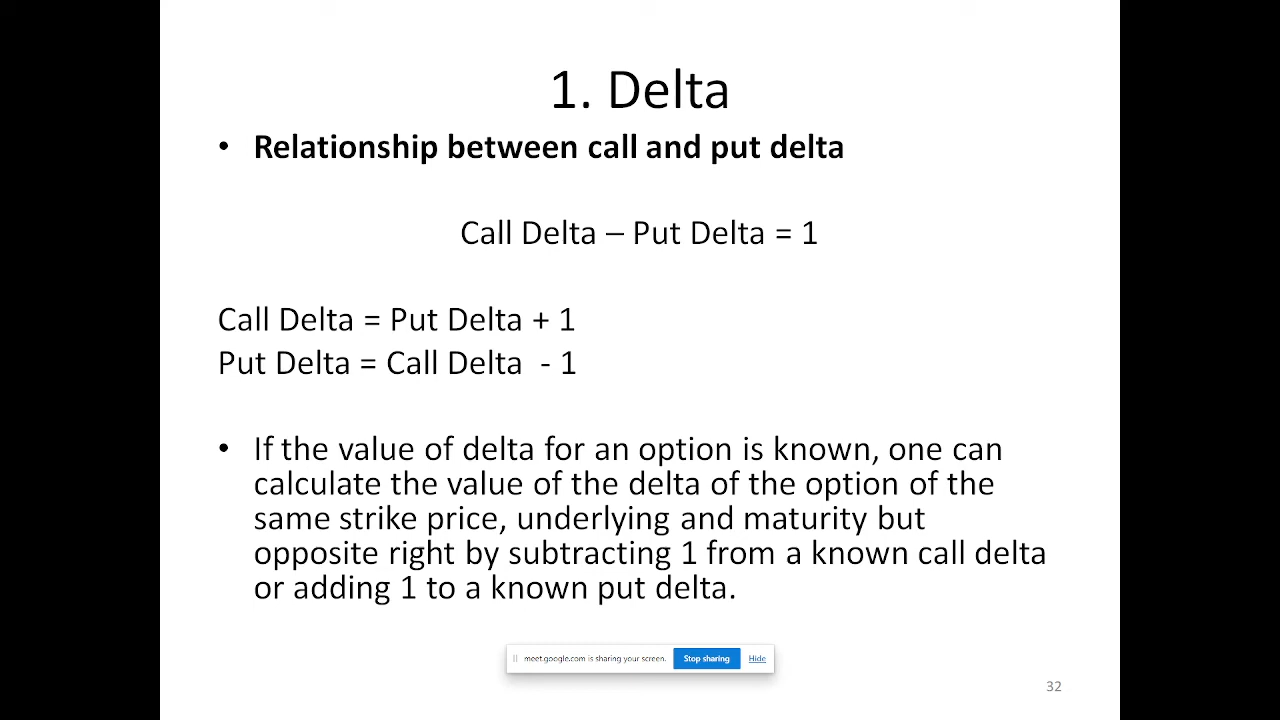 1. Delta
• Relationship between call and put delta
Call Delta – Put Delta = 1
Call Delta = Put Delta + 1
Put Delta = Call Delta  - 1
• If the value of delta for an option is known, one can
calculate the value of the delta of the option of the
same strike price, underlying and maturity but
opposite right by subtracting 1 from a known call delta
or adding 1 to a known put delta.
meet.google.com is sharing your screen. Stop sharing Hide
32